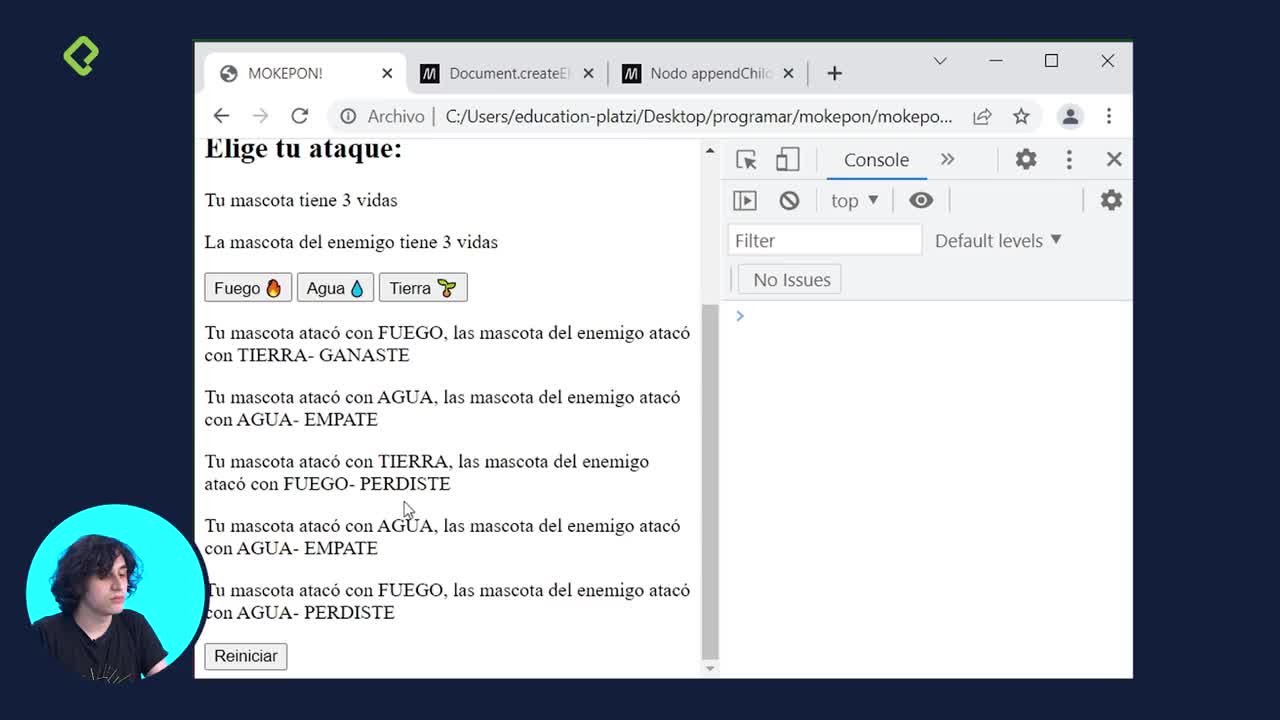 MOKEPON!
Document.createEl
Nodo appendChild
Archivo
C:/Users/education-platzi/Desktop/programar/mokepon/mokepo...
Elige tu ataque:
Tu mascota tiene 3 vidas
La mascota del enemigo tiene 3 vidas
Fuego 🔥 Agua 💧 Tierra 🌱
Tu mascota atacó con FUEGO, las mascota del enemigo atacó
con TIERRA- GANASTE
Tu mascota atacó con AGUA, las mascota del enemigo atacó
con AGUA- EMPATE
Tu mascota atacó con TIERRA, las mascota del enemigo
atacó con FUEGO- PERDISTE
Tu mascota atacó con AGUA, las mascota del enemigo atacó
con AGUA- EMPATE
Tu mascota atacó con FUEGO, las mascota del enemigo atacó
con AGUA- PERDISTE
Reiniciar
Console
top
Filter
Default levels
No Issues